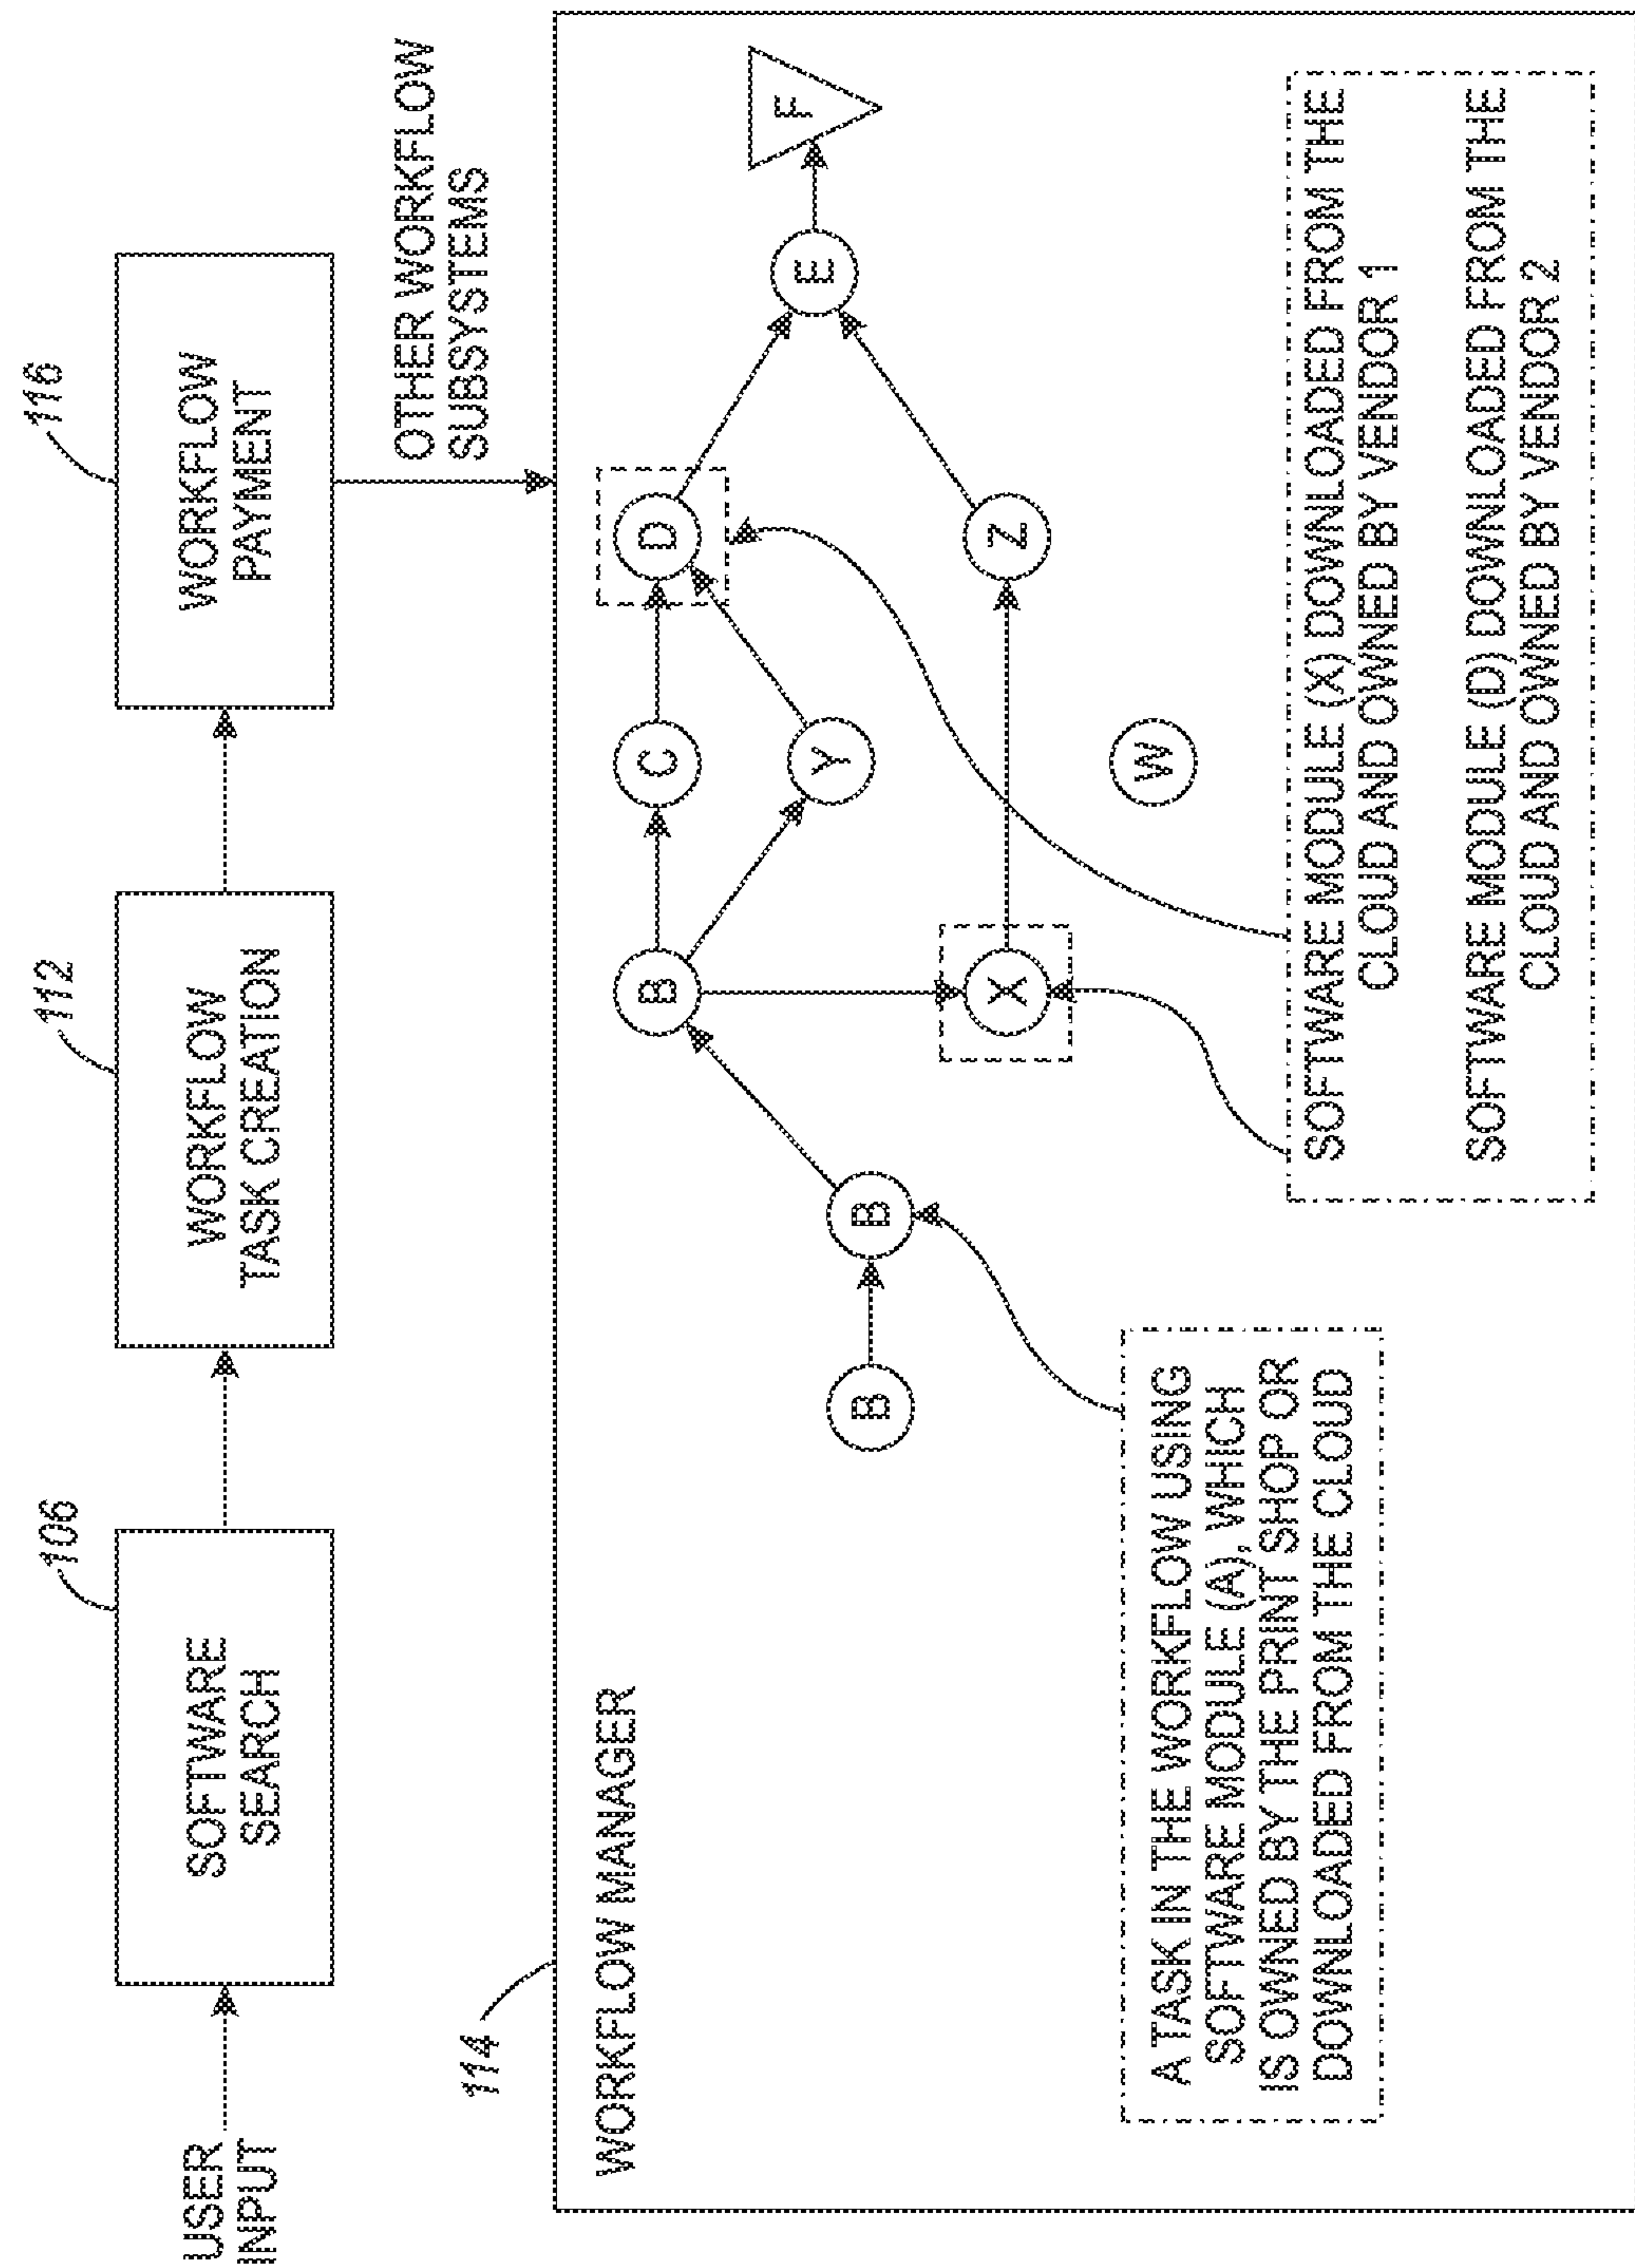 USER
INPUT
106
SOFTWARE
SEARCH
112
WORKFLOW
TASK CREATION
116
WORKFLOW
PAYMENT
OTHER WORKFLOW
SUBSYSTEMS
114
WORKFLOW MANAGER
B
B
B
C
D
Y
X
Z
E
F
W
A TASK IN THE WORKFLOW USING
SOFTWARE MODULE (A), WHICH
IS OWNED BY THE PRINT SHOP OR
DOWNLOADED FROM THE CLOUD
SOFTWARE MODULE (X) DOWNLOADED FROM THE
CLOUD AND OWNED BY VENDOR 1
SOFTWARE MODULE (D) DOWNLOADED FROM THE
CLOUD AND OWNED BY VENDOR 2